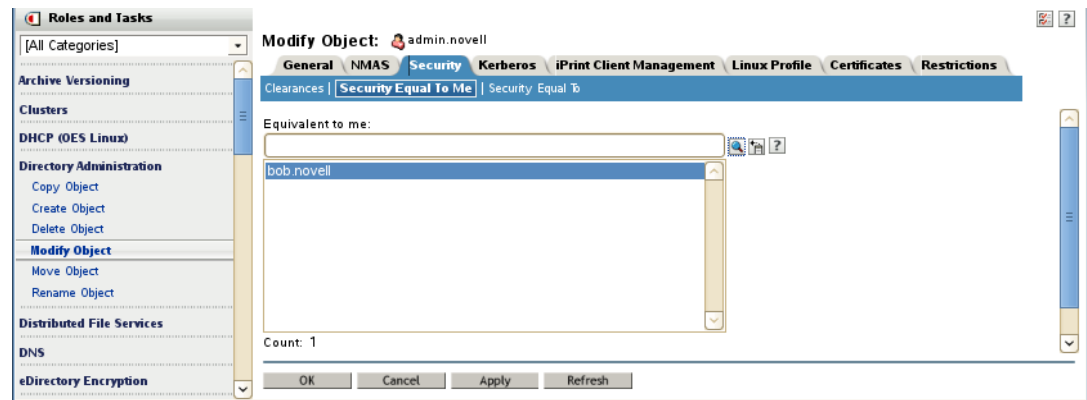 Roles and Tasks
[All Categories]
Archive Versioning
Clusters
DHCP (OES Linux)
Directory Administration
Copy Object
Create Object
Delete Object
Modify Object
Move Object
Rename Object
Distributed File Services
DNS
eDirectory Encryption
?
Modify Object: admin.novell
General NMAS Security Kerberos iPrint Client Management Linux Profile Certificates Restrictions
Clearances | Security Equal To Me | Security Equal To
Equivalent to me:
?
bob.novell
Count: 1
OK Cancel Apply Refresh